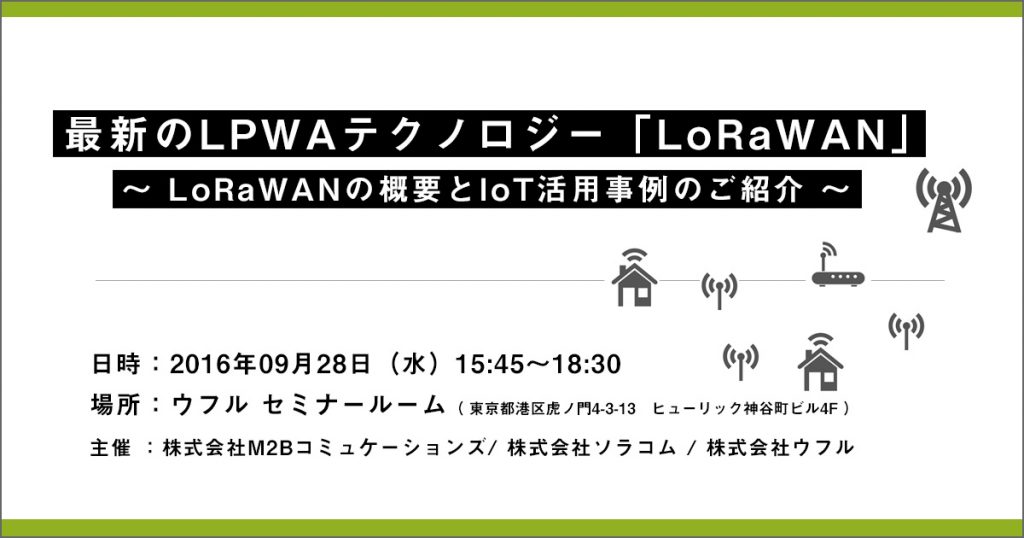 最新のLPWAテクノロジー「LoRaWAN」
～ LoRaWANの概要とIoT活用事例のご紹介 ～
日時：2016年09月28日（水）15:45～18:30
場所：ウフル セミナールーム（東京都港区虎ノ門4-3-13　ヒューリック神谷町ビル4F）
主催 ：株式会社M2Bコミュケーションズ/ 株式会社ソラコム / 株式会社ウフル